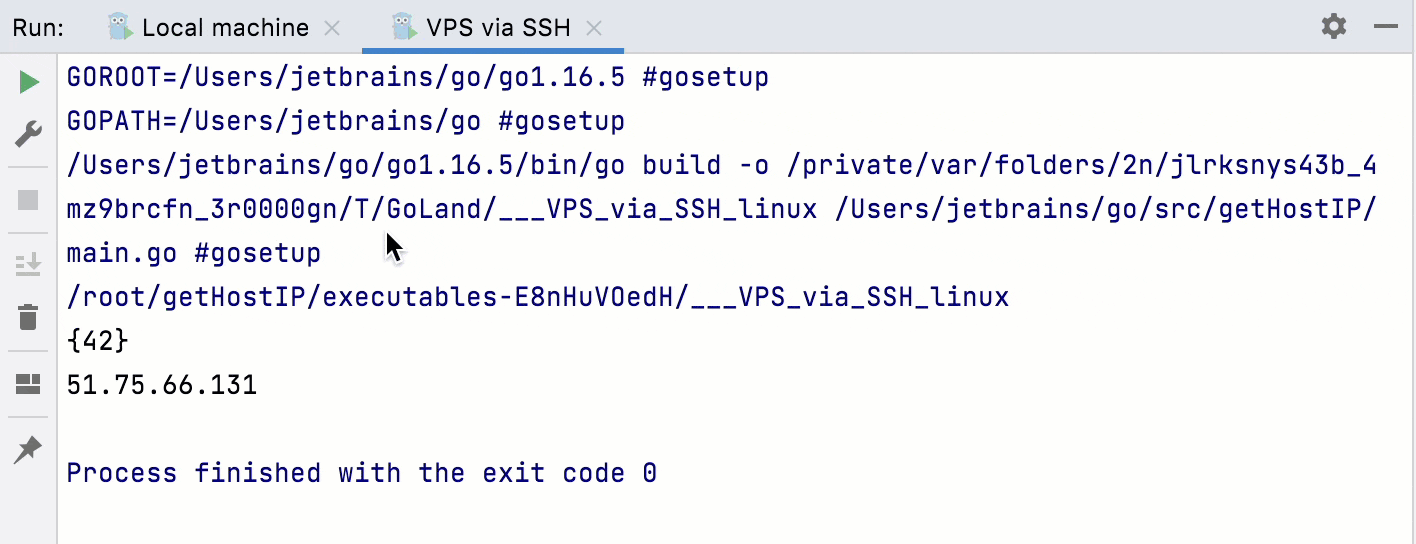 Run: Local machine VPS via SSH
GOROOT=/Users/jetbrains/go/go1.16.5 #gosetup
GOPATH=/Users/jetbrains/go #gosetup
/Users/jetbrains/go/go1.16.5/bin/go build -o /private/var/folders/2n/jlrksnys43b_4
mz9brcfn_3r0000gn/T/GoLand/___VPS_via_SSH_linux /Users/jetbrains/go/src/getHostIP/
main.go #gosetup
/root/getHostIP/executables-E8nHuVOedH/___VPS_via_SSH_linux
{42}
51.75.66.131
Process finished with the exit code 0